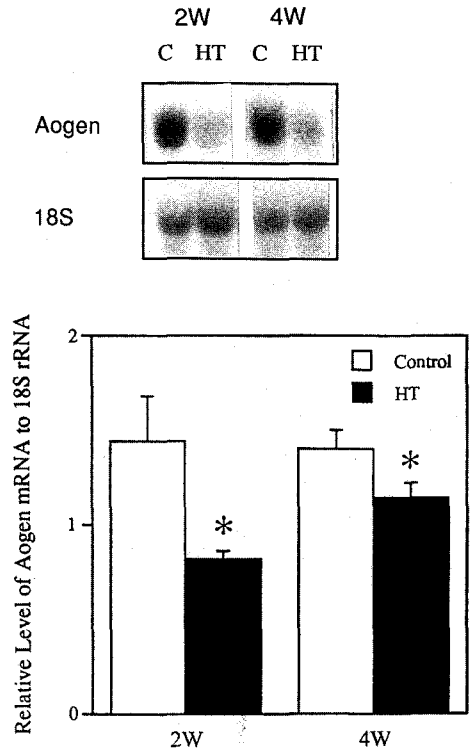 2W 4W
C HT C HT
Aogen
18S
Relative Level of Aogen mRNA to 18S rRNA
2
1
0
Control
HT
*
*
2W 4W